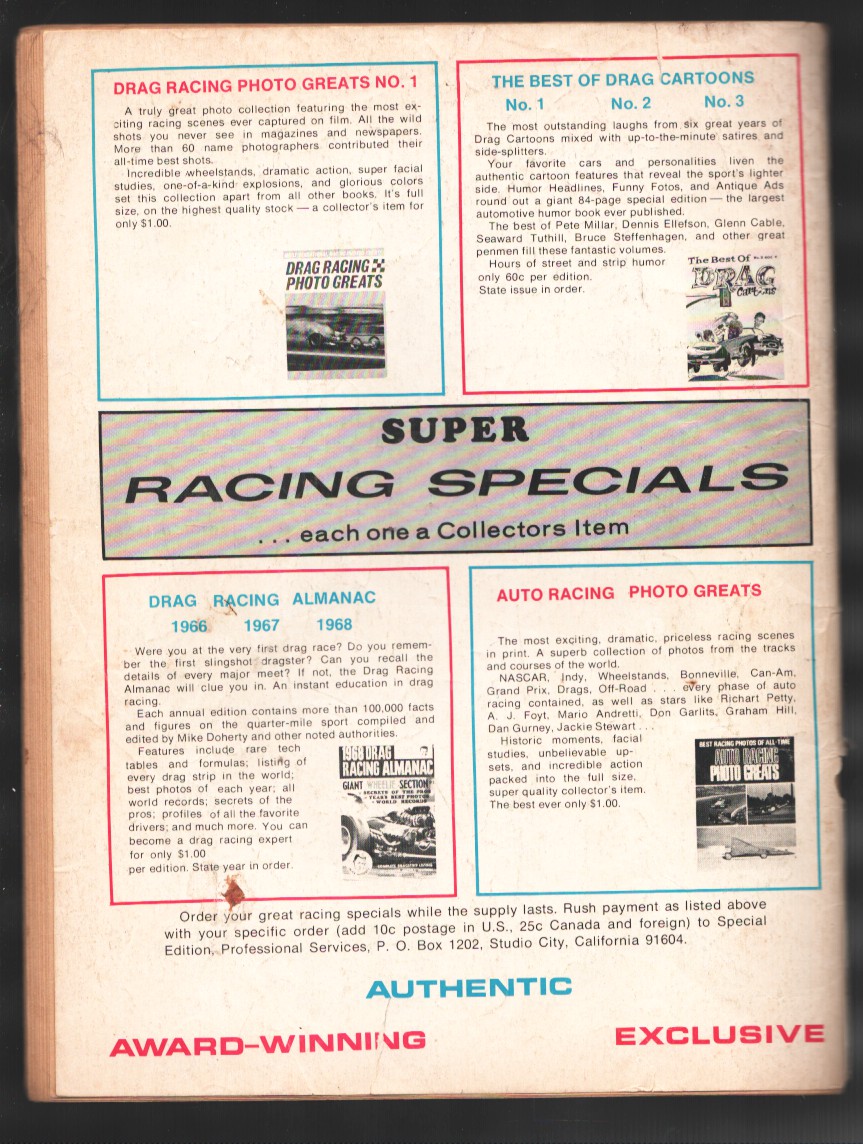 DRAG RACING PHOTO GREATS NO. 1
A truly great photo collection featuring the most ex-
citing racing scenes ever captured on film. All the wild
shots you never see in magazines and newspapers.
More than 60 name photographers contributed their
all-time best shots.
Incredible wheelstands, dramatic action, super facial
studies, one-of-a-kind explosions, and glorious colors
set this collection apart from all other books. It's full
size, on the highest quality stock — a collector's item for
only $1.00.
DRAG RACING
PHOTO GREATS
THE BEST OF DRAG CARTOONS
No. 1 No. 2 No. 3
The most outstanding laughs from six great years of
Drag Cartoons mixed with up-to-the-minute satires and
side-splitters.
Your favorite cars and personalities liven the
authentic cartoon features that reveal the sport's lighter
side. Humor Headlines, Funny Fotos, and Antique Ads
round out a giant 84-page special edition — the largest
automotive humor book ever published.
The best of Pete Millar, Dennis Ellefson, Glenn Cable,
Seaward Tuthill, Bruce Steffenhagen, and other great
penmen fill these fantastic volumes.
Hours of street and strip humor
only 60c per edition.
State issue in order.
The Best Of
DRAG
Cartoons
SUPER
RACING SPECIALS
. . . each one a Collectors Item
DRAG RACING ALMANAC
1966 1967 1968
Were you at the very first drag race? Do you remem-
ber the first slingshot dragster? Can you recall the
details of every major meet? If not, the Drag Racing
Almanac will clue you in. An instant education in drag
racing.
Each annual edition contains more than 100,000 facts
and figures on the quarter-mile sport compiled and
edited by Mike Doherty and other noted authorities.
Features include rare tech
tables and formulas; listing of
every drag strip in the world;
best photos of each year; all
world records; secrets of the
pros; profiles of all the favorite
drivers; and much more. You can
become a drag racing expert
for only $1.00
per edition. State year in order.
1968 DRAG
RACING ALMANAC
GIANT WHEELIE SECTION
SECRETS OF THE PROS
YEAR'S BEST PHOTOS
WORLD RECORDS
AUTO RACING PHOTO GREATS
The most exciting, dramatic, priceless racing scenes
in print. A superb collection of photos from the tracks
and courses of the world.
NASCAR, Indy, Wheelstands, Bonneville, Can-Am,
Grand Prix, Drags, Off-Road . . . every phase of auto
racing contained, as well as stars like Richart Petty,
A. J. Foyt, Mario Andretti, Don Garlits, Graham Hill,
Dan Gurney, Jackie Stewart . . .
Historic moments, facial
studies, unbelievable up-
sets, and incredible action
packed into the full size,
super quality collector's item.
The best ever only $1.00.
BEST RACING PHOTOS OF ALL-TIME
AUTO RACING
PHOTO GREATS
Order your great racing specials while the supply lasts. Rush payment as listed above
with your specific order (add 10c postage in U.S., 25c Canada and foreign) to Special
Edition, Professional Services, P. O. Box 1202, Studio City, California 91604.
AUTHENTIC
AWARD–WINNING EXCLUSIVE